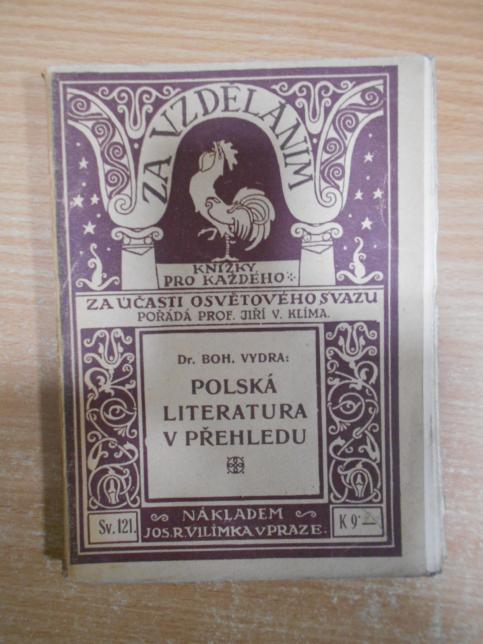 ZA VZDĚLÁNÍM
KNÍŽKY
PRO KAŽDÉHO
ZA ÚČASTI OSVĚTOVÉHO SVAZU
POŘÁDÁ PROF. JIŘÍ V. KLÍMA.
Dr. BOH. VYDRA:
POLSKÁ
LITERATURA
V PŘEHLEDU
Sv. 121.
NÁKLADEM
JOS. R. VILÍMKA V PRAZE.
K 9·